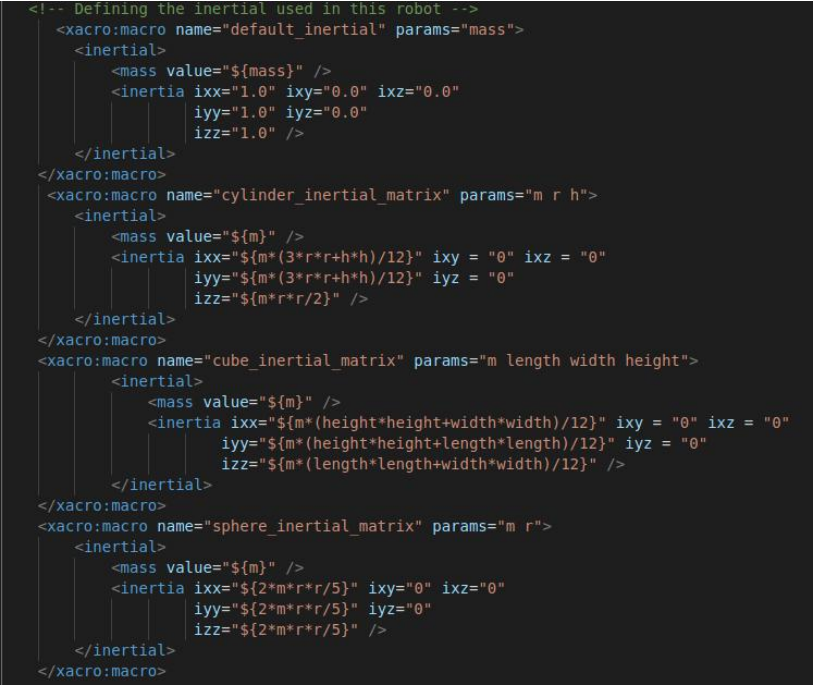 <!-- Defining the inertial used in this robot -->
<xacro:macro name="default_inertial" params="mass">
<inertial>
<mass value="${mass}" />
<inertia ixx="1.0" ixy="0.0" ixz="0.0"
iyy="1.0" iyz="0.0"
izz="1.0" />
</inertial>
</xacro:macro>
<xacro:macro name="cylinder_inertial_matrix" params="m r h">
<inertial>
<mass value="${m}" />
<inertia ixx="${m*(3*r*r+h*h)/12}" ixy = "0" ixz = "0"
iyy="${m*(3*r*r+h*h)/12}" iyz = "0"
izz="${m*r*r/2}" />
</inertial>
</xacro:macro>
<xacro:macro name="cube_inertial_matrix" params="m length width height">
<inertial>
<mass value="${m}" />
<inertia ixx="${m*(height*height+width*width)/12}" ixy = "0" ixz = "0"
iyy="${m*(height*height+length*length)/12}" iyz = "0"
izz="${m*(length*length+width*width)/12}" />
</inertial>
</xacro:macro>
<xacro:macro name="sphere_inertial_matrix" params="m r">
<inertial>
<mass value="${m}" />
<inertia ixx="${2*m*r*r/5}" ixy="0" ixz="0"
iyy="${2*m*r*r/5}" iyz="0"
izz="${2*m*r*r/5}" />
</inertial>
</xacro:macro>